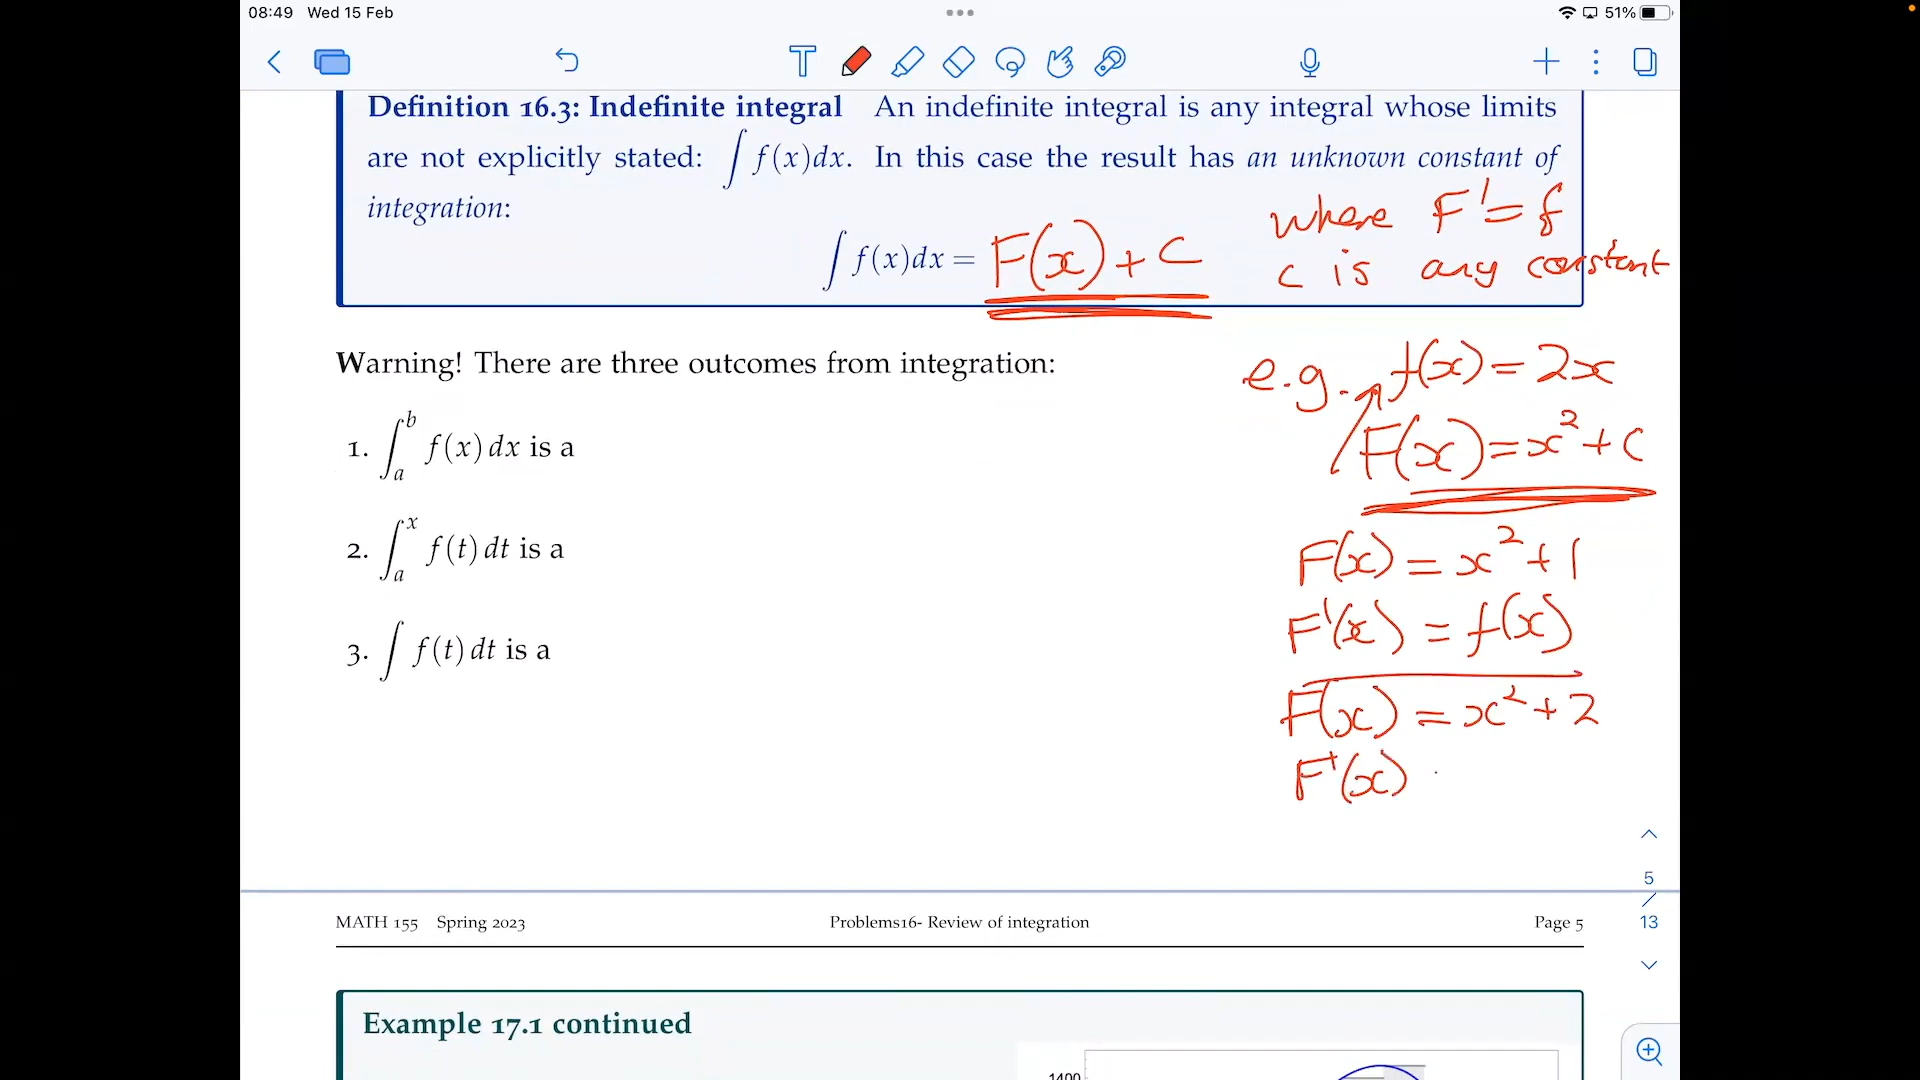 08:49 Wed 15 Feb
51%
Definition 16.3: Indefinite integral An indefinite integral is any integral whose limits
are not explicitly stated: ∫ f(x)dx. In this case the result has an unknown constant of
integration:
∫ f(x)dx = F(x) + C
where F' = f
c is any constant
Warning! There are three outcomes from integration:
1. ∫_a^b f(x) dx is a
2. ∫_a^x f(t) dt is a
3. ∫ f(t) dt is a
e.g. f(x) = 2x
F(x) = x² + C
F(x) = x² + 1
F'(x) = f(x)
F(x) = x² + 2
F'(x)
5
/
13
MATH 155 Spring 2023 Problems16- Review of integration Page 5
Example 17.1 continued
1400